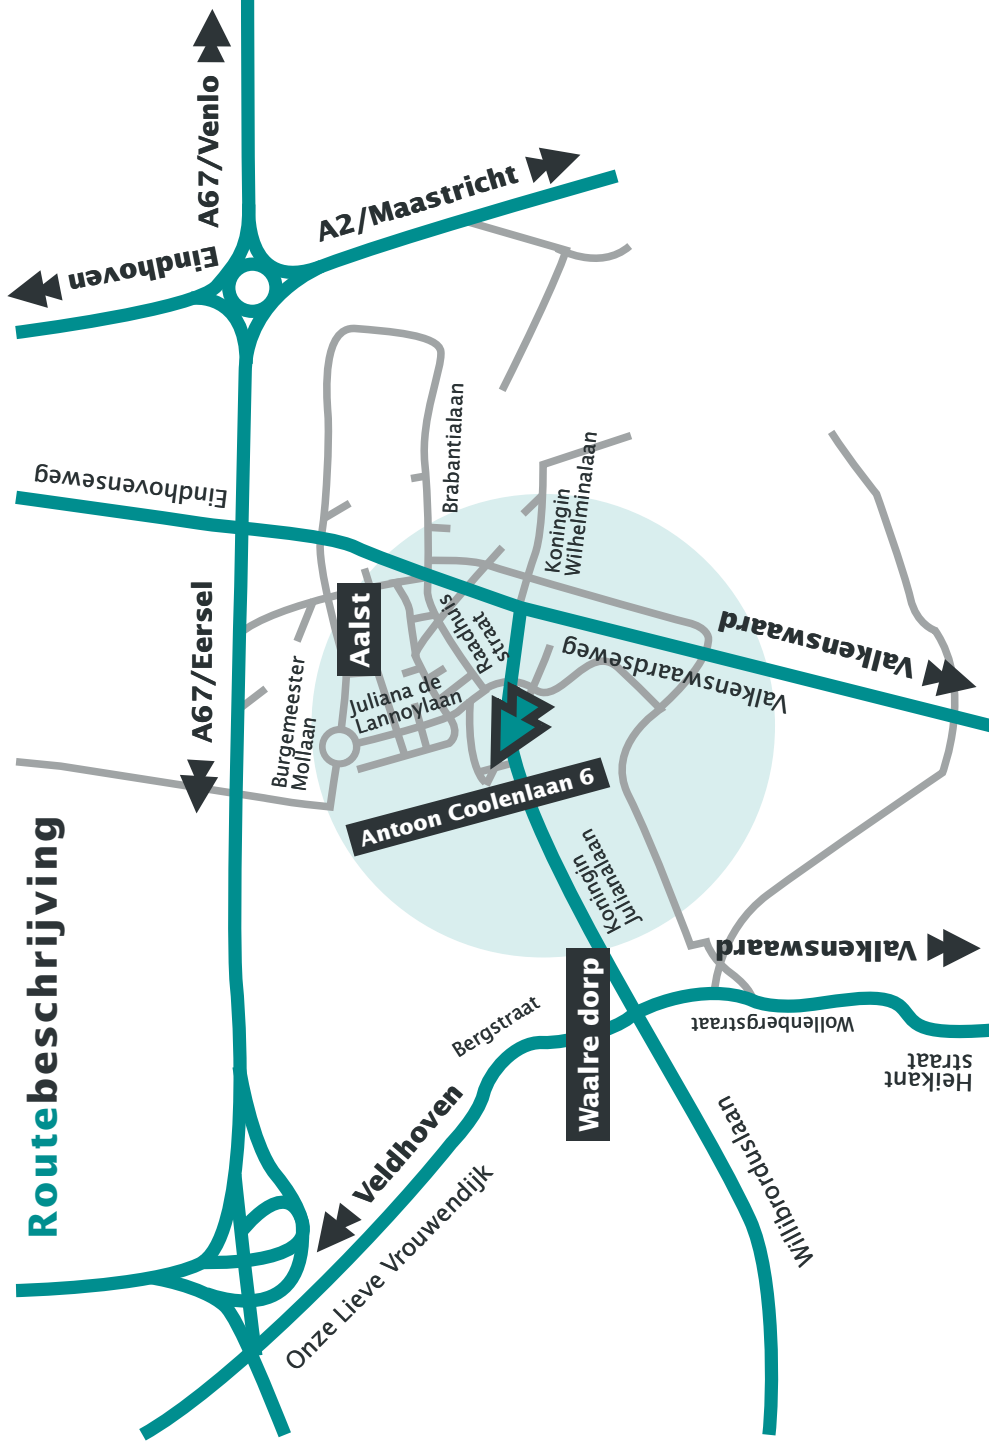 Routebeschrijving
Eindhoven
A67/Venlo
A2/Maastricht
Eindhovenseweg
A67/Eersel
Brabantialaan
Koningin
Wilhelminalaan
Aalst
Raadhuis
straat
Burgemeester
Mollaan
Juliana de
Lannoylaan
Valkenswaardseweg
Valkenswaard
Antoon Coolenlaan 6
Koningin
Julianalaan
Valkenswaard
Waalre dorp
Bergstraat
Wollenbergstraat
Heikant
straat
Veldhoven
Onze Lieve Vrouwendijk
Willibrorduslaan